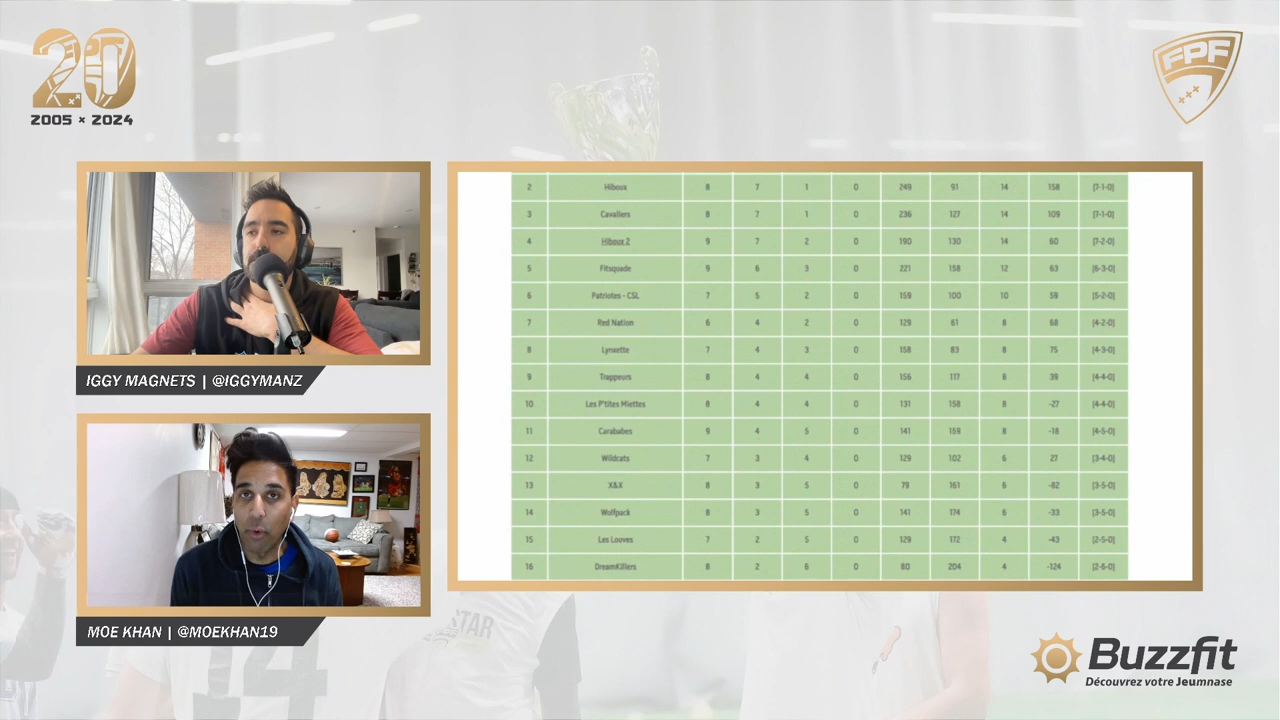 20
2005 × 2024
FPF
2 Hiboux 8 7 1 0 249 91 14 158 [7-1-0]
3 Cavaliers 8 7 1 0 236 127 14 109 [7-1-0]
4 Hiboux 2 9 7 2 0 190 130 14 60 [7-2-0]
5 Fitsquade 9 6 3 0 221 158 12 63 [6-3-0]
6 Patriotes - CSL 7 5 2 0 159 100 10 59 [5-2-0]
7 Red Nation 6 4 2 0 129 61 8 68 [4-2-0]
8 Lynxette 7 4 3 0 158 83 8 75 [4-3-0]
9 Trappeurs 8 4 4 0 156 117 8 39 [4-4-0]
10 Les P'tites Miettes 8 4 4 0 131 158 8 -27 [4-4-0]
11 Carababes 9 4 5 0 141 159 8 -18 [4-5-0]
12 Wildcats 7 3 4 0 129 102 6 27 [3-4-0]
13 X&X 8 3 5 0 79 161 6 -82 [3-5-0]
14 Wolfpack 8 3 5 0 141 174 6 -33 [3-5-0]
15 Les Louves 7 2 5 0 129 172 4 -43 [2-5-0]
16 DreamKillers 8 2 6 0 80 204 4 -124 [2-6-0]
IGGY MAGNETS | @IGGYMANZ
MOE KHAN | @MOEKHAN19
STAR
14
Buzzfit
Découvrez votre Jeumnase